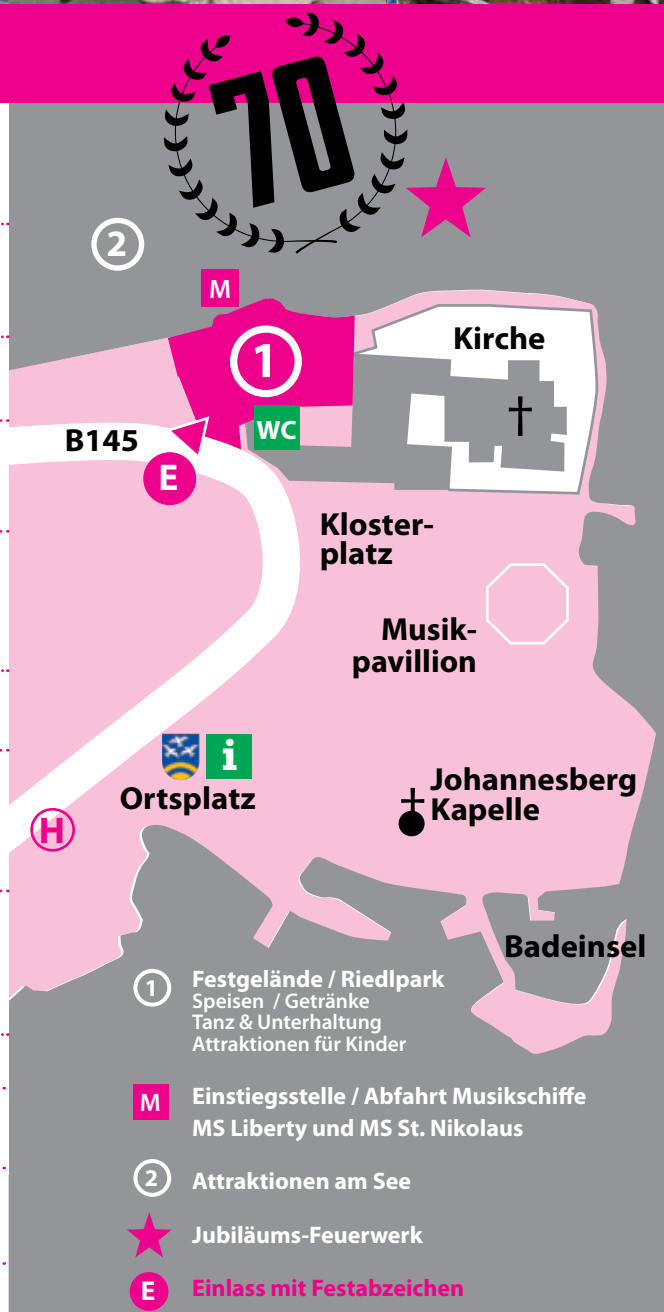 70
2
M
Kirche
1
WC
B145
E
Kloster-
platz
Musik-
pavillion
i
Ortsplatz
Johannesberg
Kapelle
H
Badeinsel
1 Festgelände / Riedlpark
Speisen / Getränke
Tanz & Unterhaltung
Attraktionen für Kinder
M Einstiegsstelle / Abfahrt Musikschiffe
MS Liberty und MS St. Nikolaus
2 Attraktionen am See
Jubiläums-Feuerwerk
E Einlass mit Festabzeichen